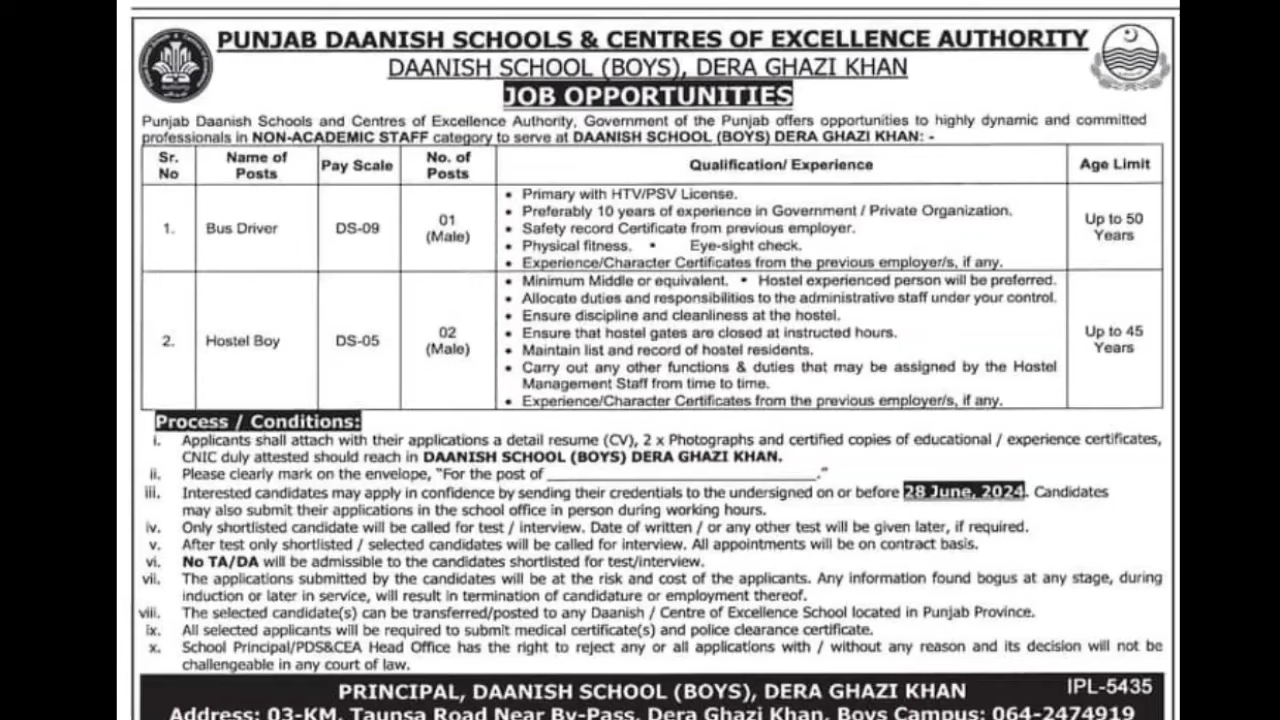 PUNJAB DAANISH SCHOOLS & CENTRES OF EXCELLENCE AUTHORITY
DAANISH SCHOOL (BOYS), DERA GHAZI KHAN
JOB OPPORTUNITIES
Punjab Daanish Schools and Centres of Excellence Authority, Government of the Punjab offers opportunities to highly dynamic and committed
professionals in NON-ACADEMIC STAFF category to serve at DAANISH SCHOOL (BOYS) DERA GHAZI KHAN: -
Sr. No | Name of Posts | Pay Scale | No. of Posts | Qualification/ Experience | Age Limit
1. Bus Driver DS-09 01 (Male)
• Primary with HTV/PSV License.
• Preferably 10 years of experience in Government / Private Organization.
• Safety record Certificate from previous employer.
• Physical fitness. • Eye-sight check.
• Experience/Character Certificates from the previous employer/s, if any.
Up to 50 Years
2. Hostel Boy DS-05 02 (Male)
• Minimum Middle or equivalent. • Hostel experienced person will be preferred.
• Allocate duties and responsibilities to the administrative staff under your control.
• Ensure discipline and cleanliness at the hostel.
• Ensure that hostel gates are closed at instructed hours.
• Maintain list and record of hostel residents.
• Carry out any other functions & duties that may be assigned by the Hostel
Management Staff from time to time.
• Experience/Character Certificates from the previous employer/s, if any.
Up to 45 Years
Process / Conditions:
i. Applicants shall attach with their applications a detail resume (CV), 2 x Photographs and certified copies of educational / experience certificates,
CNIC duly attested should reach in DAANISH SCHOOL (BOYS) DERA GHAZI KHAN.
ii. Please clearly mark on the envelope, "For the post of ______________________________."
iii. Interested candidates may apply in confidence by sending their credentials to the undersigned on or before 28 June, 2024. Candidates
may also submit their applications in the school office in person during working hours.
iv. Only shortlisted candidate will be called for test / interview. Date of written / or any other test will be given later, if required.
v. After test only shortlisted / selected candidates will be called for interview. All appointments will be on contract basis.
vi. No TA/DA will be admissible to the candidates shortlisted for test/interview.
vii. The applications submitted by the candidates will be at the risk and cost of the applicants. Any information found bogus at any stage, during
induction or later in service, will result in termination of candidature or employment thereof.
viii. The selected candidate(s) can be transferred/posted to any Daanish / Centre of Excellence School located in Punjab Province.
ix. All selected applicants will be required to submit medical certificate(s) and police clearance certificate.
x. School Principal/PDS&CEA Head Office has the right to reject any or all applications with / without any reason and its decision will not be
challengeable in any court of law.
PRINCIPAL, DAANISH SCHOOL (BOYS), DERA GHAZI KHAN IPL-5435
Address: 03-KM, Taunsa Road Near By-Pass, Dera Ghazi Khan, Boys Campus: 064-2474919